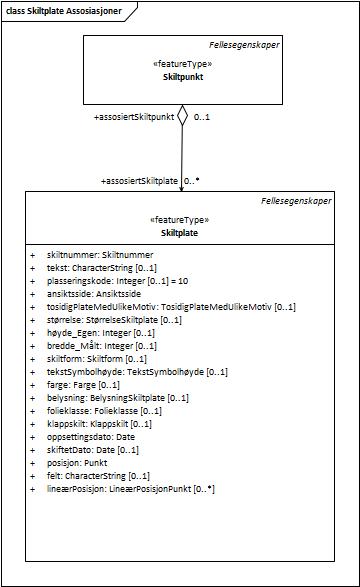 class Skiltplate Assosiasjoner
Fellesegenskaper
«featureType»
Skiltpunkt
+assosiertSkiltpunkt 0..1
+assosiertSkiltplate 0..*
Fellesegenskaper
«featureType»
Skiltplate
+ skiltnummer: Skiltnummer
+ tekst: CharacterString [0..1]
+ plasseringskode: Integer [0..1] = 10
+ ansiktsside: Ansiktsside
+ tosidigPlateMedUlikeMotiv: TosidigPlateMedUlikeMotiv [0..1]
+ størrelse: StørrelseSkiltplate [0..1]
+ høyde_Egen: Integer [0..1]
+ bredde_Målt: Integer [0..1]
+ skiltform: Skiltform [0..1]
+ tekstSymbolhøyde: TekstSymbolhøyde [0..1]
+ farge: Farge [0..1]
+ belysning: BelysningSkiltplate [0..1]
+ folieklasse: Folieklasse [0..1]
+ klappskilt: Klappskilt [0..1]
+ oppsettingsdato: Date
+ skiftetDato: Date [0..1]
+ posisjon: Punkt
+ felt: CharacterString [0..1]
+ lineærPosisjon: LineærPosisjonPunkt [0..*]